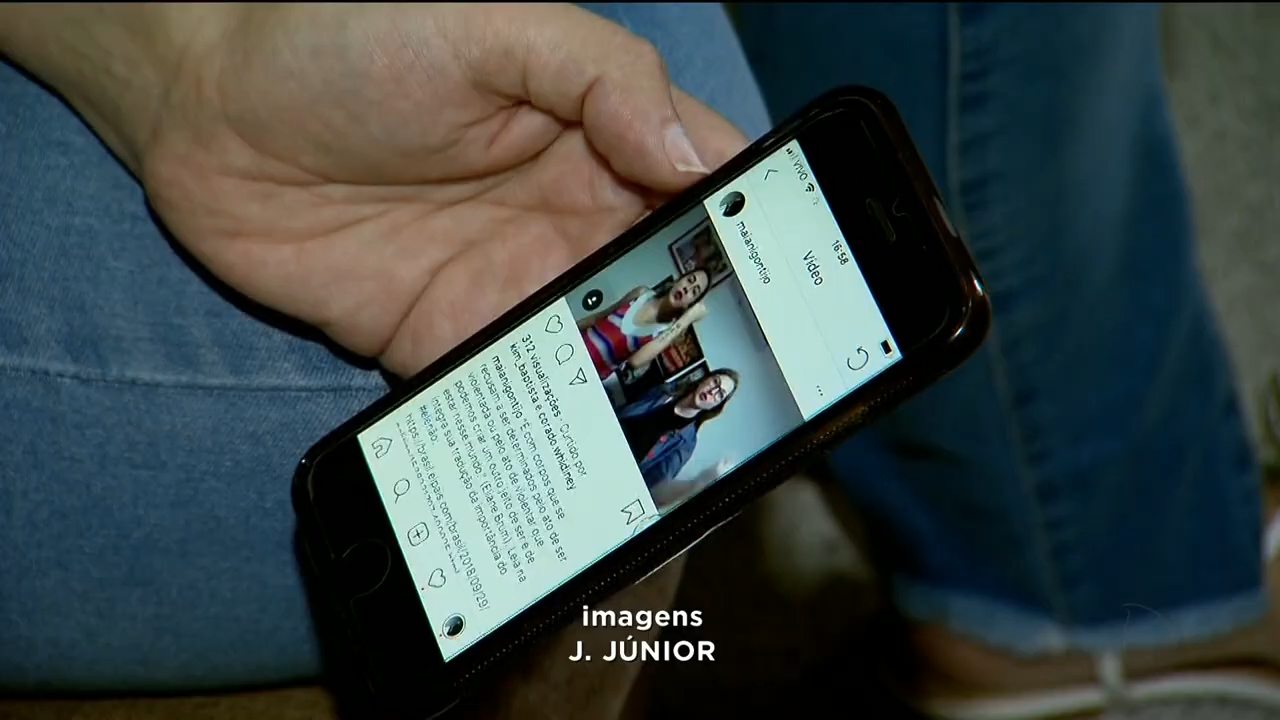 VIVO
16:58
Vídeo
maianigontijo
312 visualizações · Curtido por
kim_baptista e corado.whidiney
maianigontijo "É com corpos que se
recusam a ser determinados pelo ato de ser
violentada ou pelo ato de violentar que
podemos criar um outro jeito de ser e de
estar nesse mundo." (Eliane Brum). Leia na
íntegra sua tradução da importância do
#elenão.
https://brasil.elpais.com/brasil/2018/09/29/
imagens
J. JÚNIOR